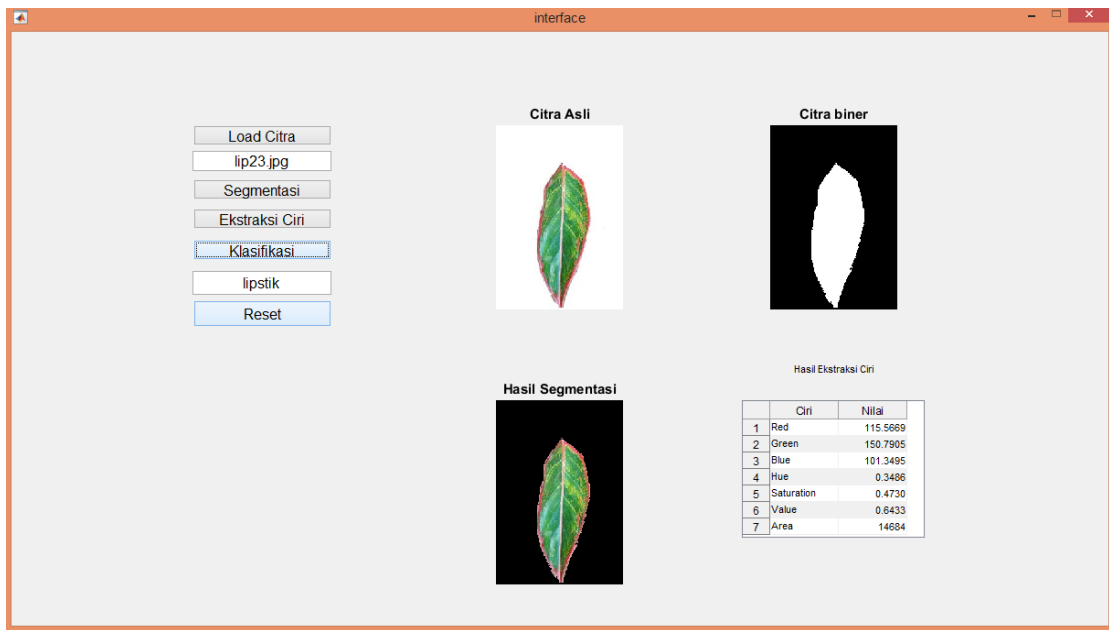 interface
Load Citra
lip23.jpg
Segmentasi
Ekstraksi Ciri
Klasifikasi
lipstik
Reset
Citra Asli
Citra biner
Hasil Segmentasi
Hasil Ekstraksi Ciri
Ciri Nilai
1 Red 115.5669
2 Green 150.7905
3 Blue 101.3495
4 Hue 0.3486
5 Saturation 0.4730
6 Value 0.6433
7 Area 14684